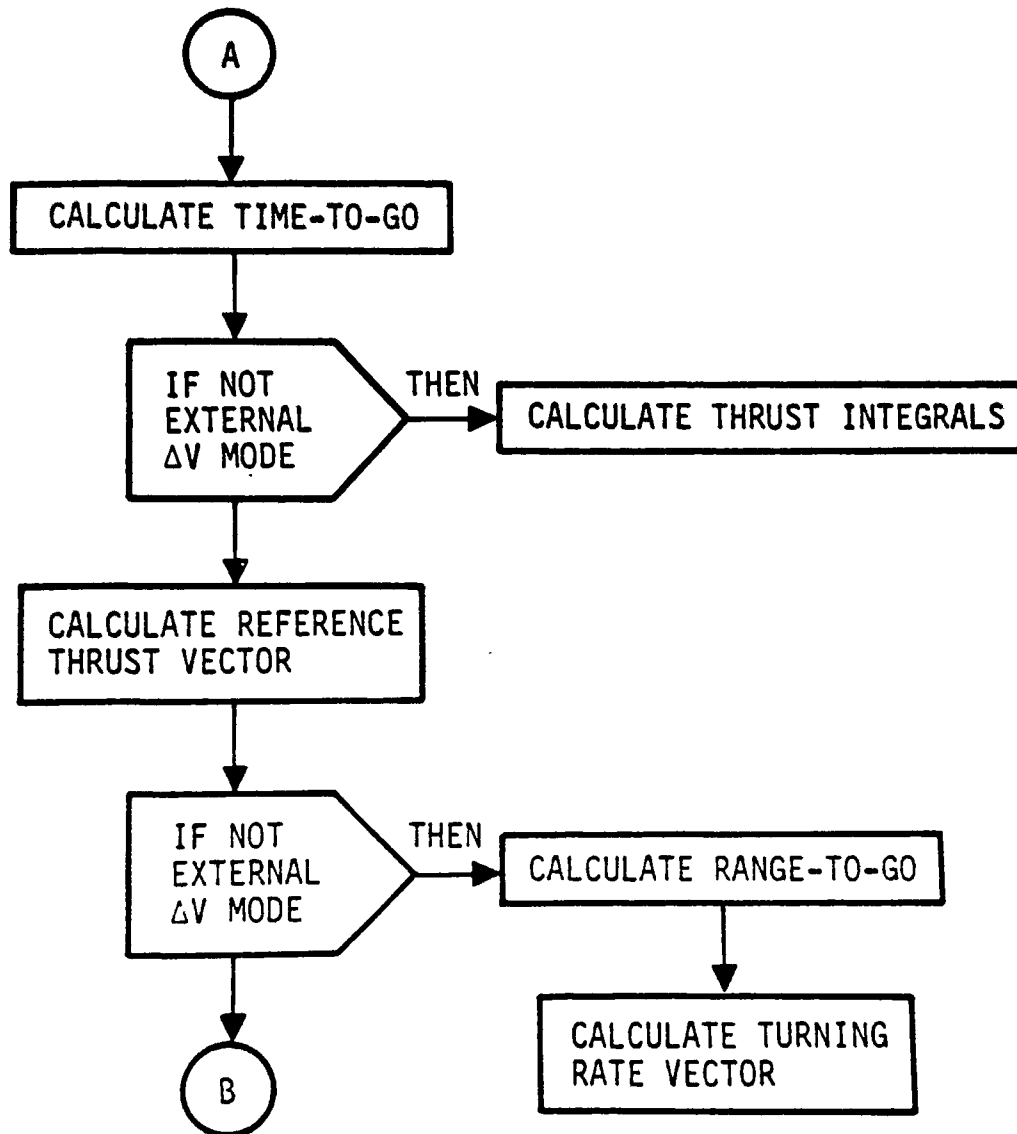 A
CALCULATE TIME-TO-GO
IF NOT
EXTERNAL
ΔV MODE
THEN
CALCULATE THRUST INTEGRALS
CALCULATE REFERENCE
THRUST VECTOR
IF NOT
EXTERNAL
ΔV MODE
THEN
CALCULATE RANGE-TO-GO
CALCULATE TURNING
RATE VECTOR
B